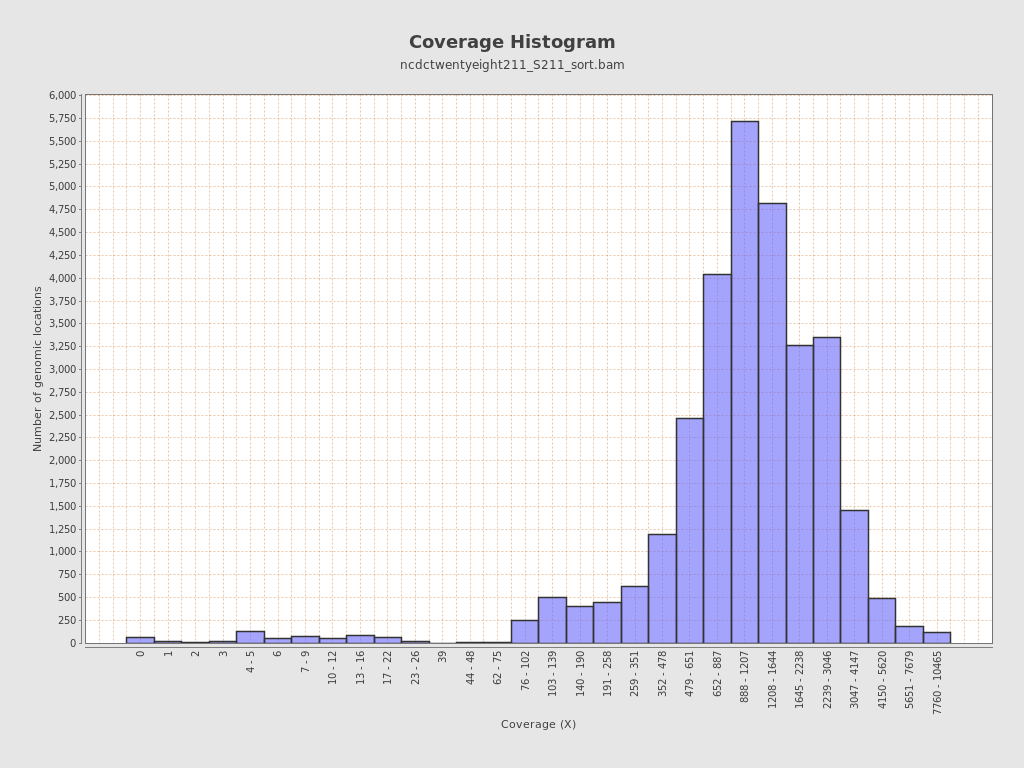 Coverage Histogram
ncdctwentyeight211_S211_sort.bam
Number of genomic locations
6,000
5,750
5,500
5,250
5,000
4,750
4,500
4,250
4,000
3,750
3,500
3,250
3,000
2,750
2,500
2,250
2,000
1,750
1,500
1,250
1,000
750
500
250
0
0
1
2
3
4 - 5
6
7 - 9
10 - 12
13 - 16
17 - 22
23 - 26
39
44 - 48
62 - 75
76 - 102
103 - 139
140 - 190
191 - 258
259 - 351
352 - 478
479 - 651
652 - 887
888 - 1207
1208 - 1644
1645 - 2238
2239 - 3046
3047 - 4147
4150 - 5620
5651 - 7679
7760 - 10465
Coverage (X)